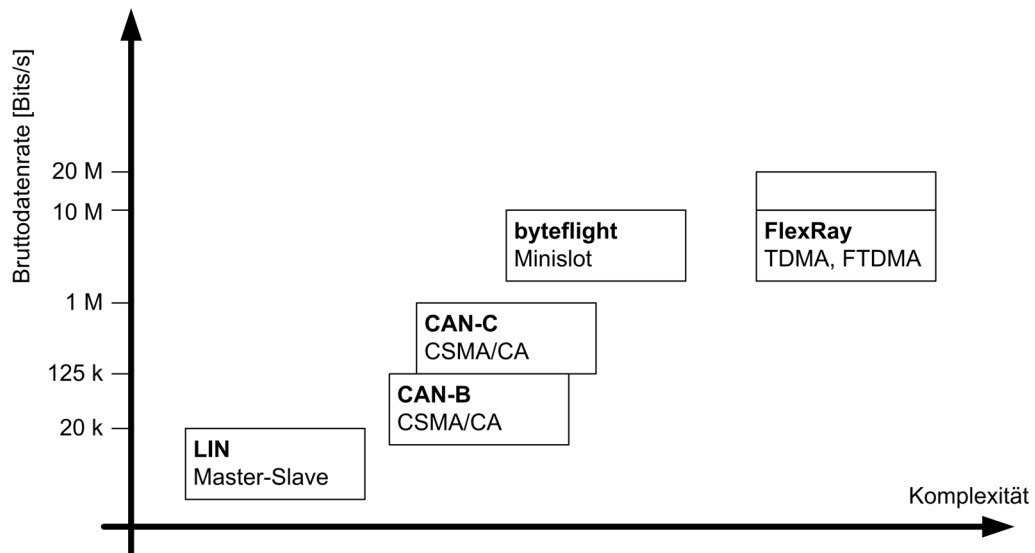 Bruttodatenrate [Bits/s]
20 M
10 M
1 M
125 k
20 k
byteflight
Minislot
FlexRay
TDMA, FTDMA
CAN-C
CSMA/CA
CAN-B
CSMA/CA
LIN
Master-Slave
Komplexität